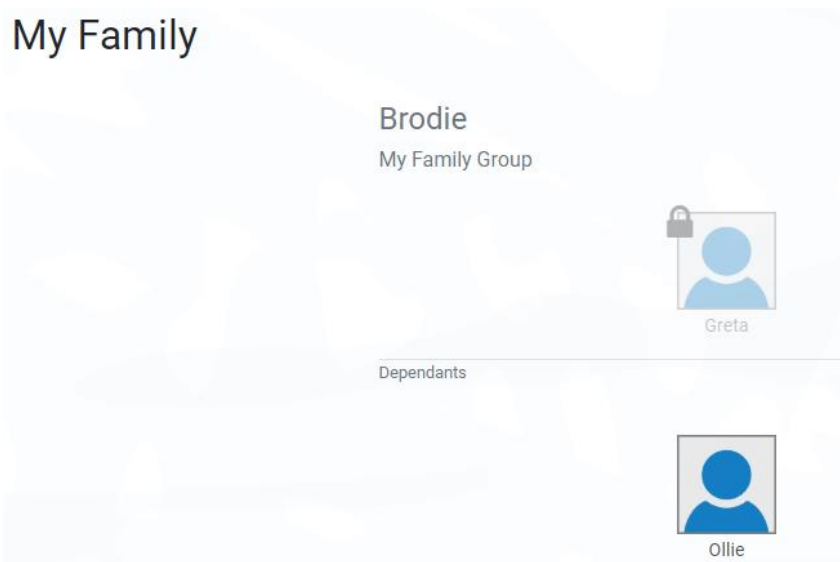 My Family
Brodie
My Family Group
Greta
Dependants
Ollie